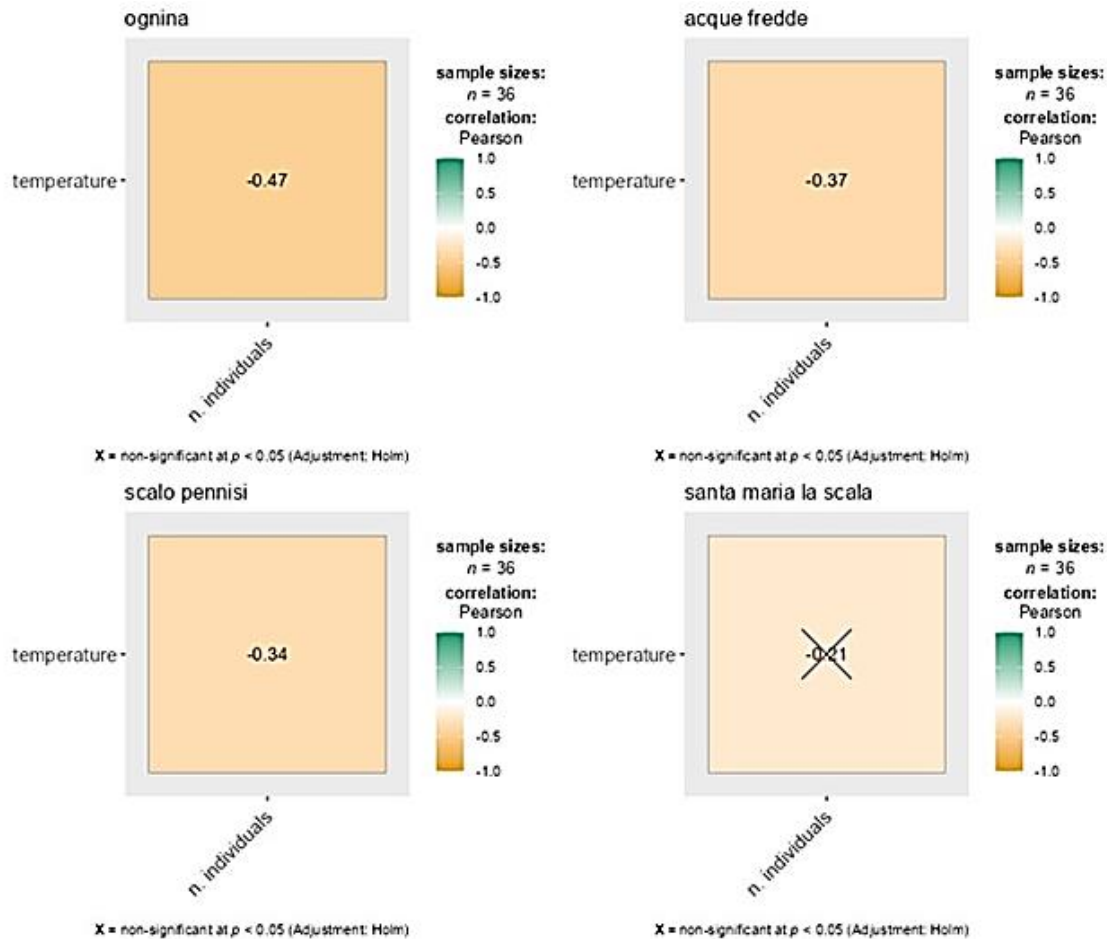 ognina
temperature
-0.47
n. individuals
sample sizes:
n = 36
correlation:
Pearson
1.0
0.5
0.0
-0.5
-1.0
X = non-significant at p < 0.05 (Adjustment: Holm)
acque fredde
temperature
-0.37
n. individuals
sample sizes:
n = 36
correlation:
Pearson
1.0
0.5
0.0
-0.5
-1.0
X = non-significant at p < 0.05 (Adjustment: Holm)
scalo pennisi
temperature
-0.34
n. individuals
sample sizes:
n = 36
correlation:
Pearson
1.0
0.5
0.0
-0.5
-1.0
X = non-significant at p < 0.05 (Adjustment: Holm)
santa maria la scala
temperature
-0.21
n. individuals
sample sizes:
n = 36
correlation:
Pearson
1.0
0.5
0.0
-0.5
-1.0
X = non-significant at p < 0.05 (Adjustment: Holm)